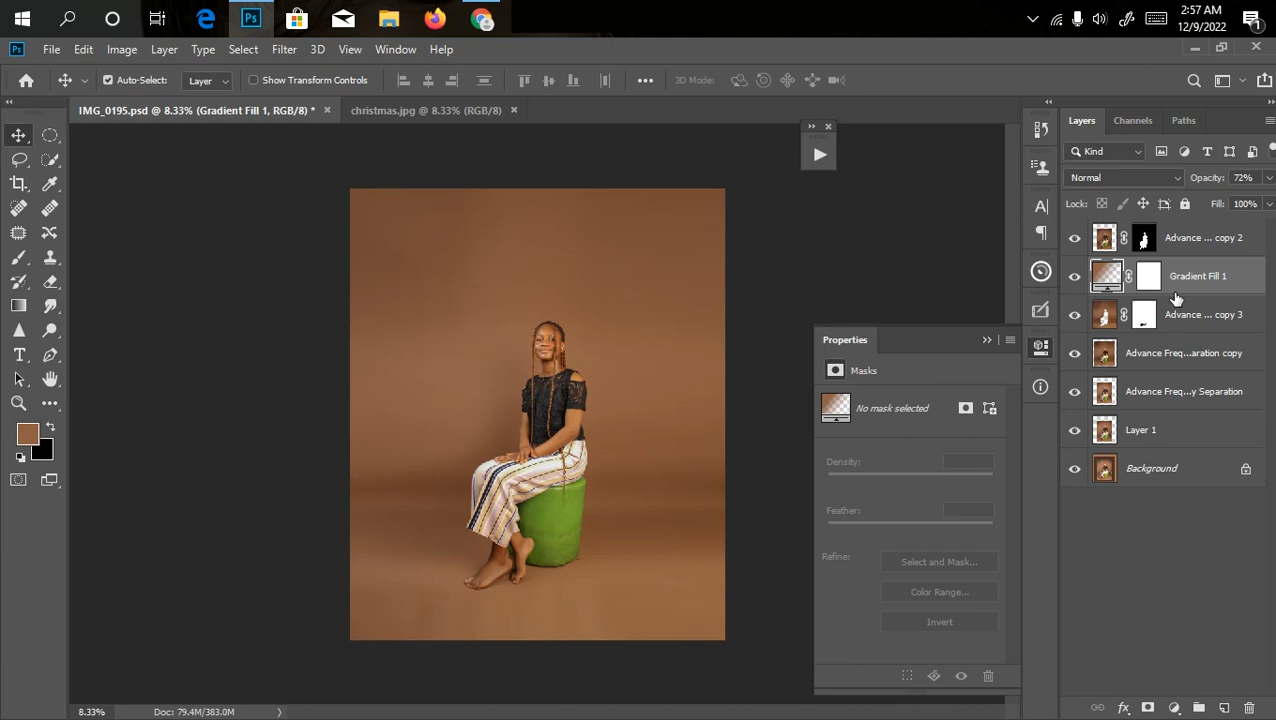 2:57 AM
12/9/2022
1
Ps
Ps File Edit Image Layer Type Select Filter 3D View Window Help
Auto-Select: Layer Show Transform Controls 3D Mode:
IMG_0195.psd @ 8.33% (Gradient Fill 1, RGB/8) * christmas.jpg @ 8.33% (RGB/8)
Layers Channels Paths
Kind
Normal Opacity: 72%
Lock: Fill: 100%
Advance ... copy 2
Gradient Fill 1
Advance ... copy 3
Advance Freq...aration copy
Advance Freq...y Separation
Layer 1
Background
Properties
Masks
No mask selected
Density:
Feather:
Refine: Select and Mask...
Color Range...
Invert
8.33% Doc: 79.4M/383.0M